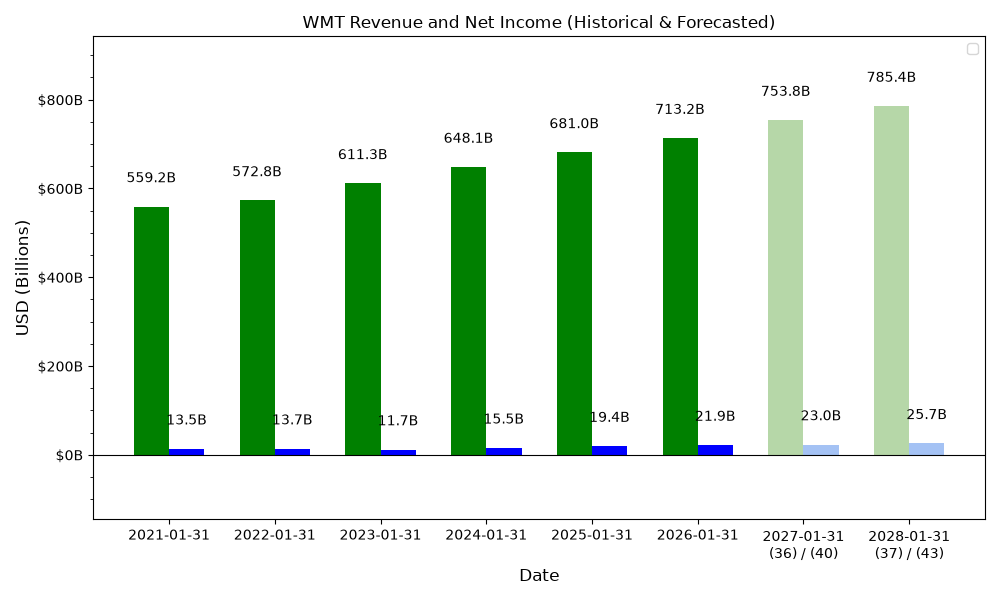 WMT Revenue and Net Income (Historical & Forecasted)
USD (Billions)
$800B
$600B
$400B
$200B
$0B
559.2B
572.8B
611.3B
648.1B
681.0B
713.2B
753.8B
785.4B
13.5B
13.7B
11.7B
15.5B
19.4B
21.9B
23.0B
25.7B
2021-01-31
2022-01-31
2023-01-31
2024-01-31
2025-01-31
2026-01-31
2027-01-31
(36) / (40)
2028-01-31
(37) / (43)
Date